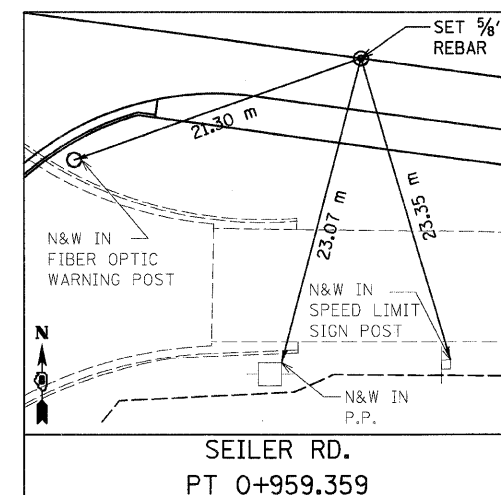 SET 5/8"
REBAR
21.30 m
23.07 m
23.35 m
N&W IN
FIBER OPTIC
WARNING POST
N&W IN
SPEED LIMIT
SIGN POST
N
N&W IN
P.P.
SEILER RD.
PT 0+959.359